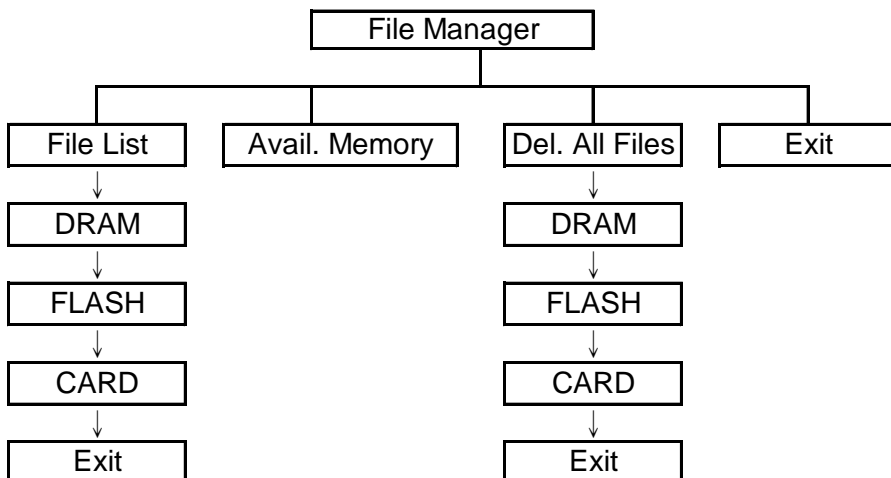 File Manager
File List
Avail. Memory
Del. All Files
Exit
DRAM
DRAM
FLASH
FLASH
CARD
CARD
Exit
Exit